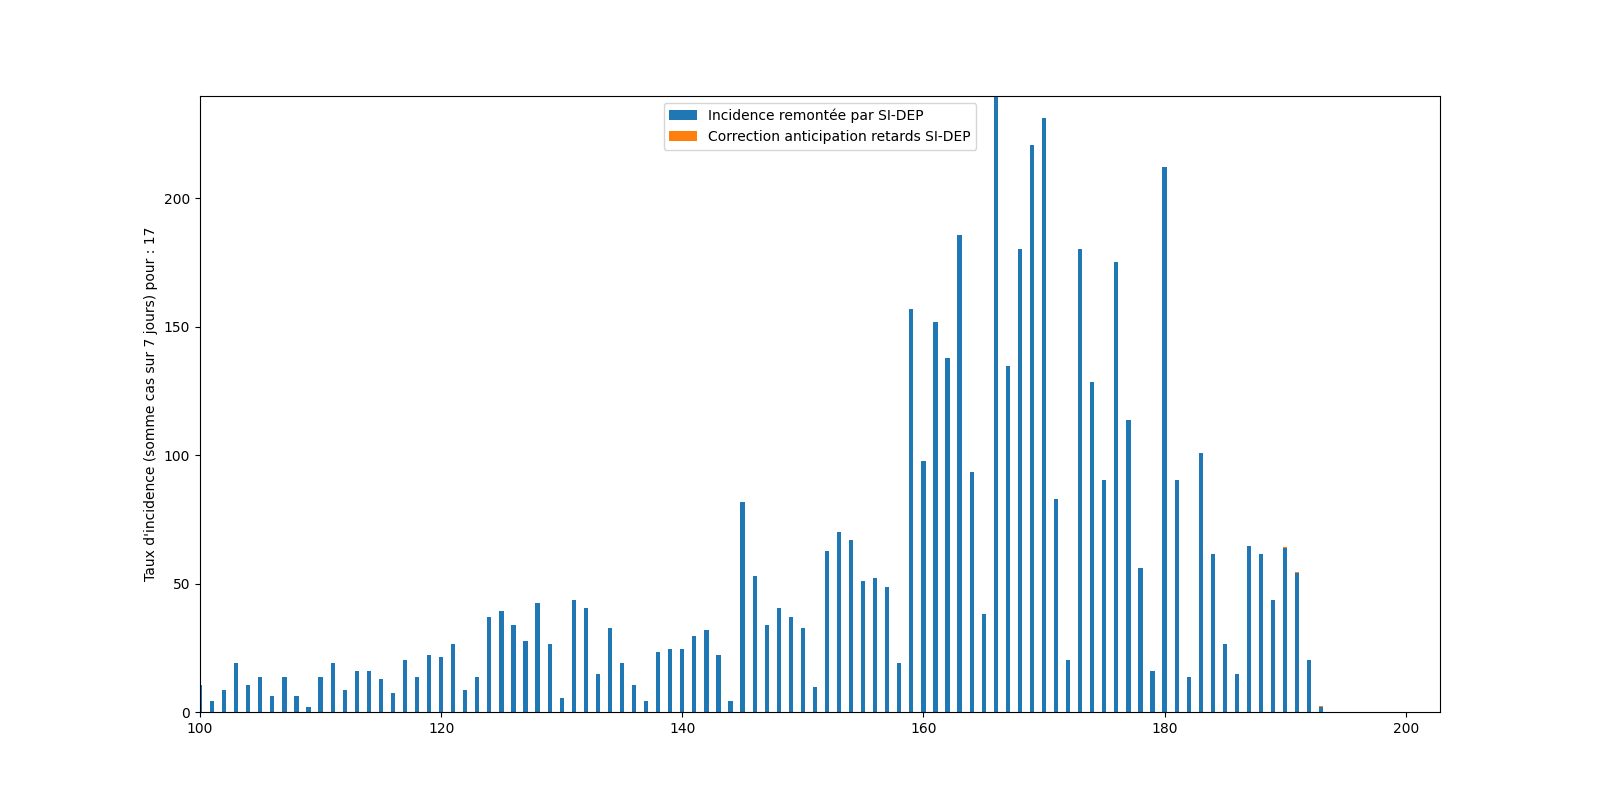 Incidence remontée par SI-DEP
Correction anticipation retards SI-DEP
Taux d'incidence (somme cas sur 7 jours) pour : 17
200
150
100
50
0
100 120 140 160 180 200